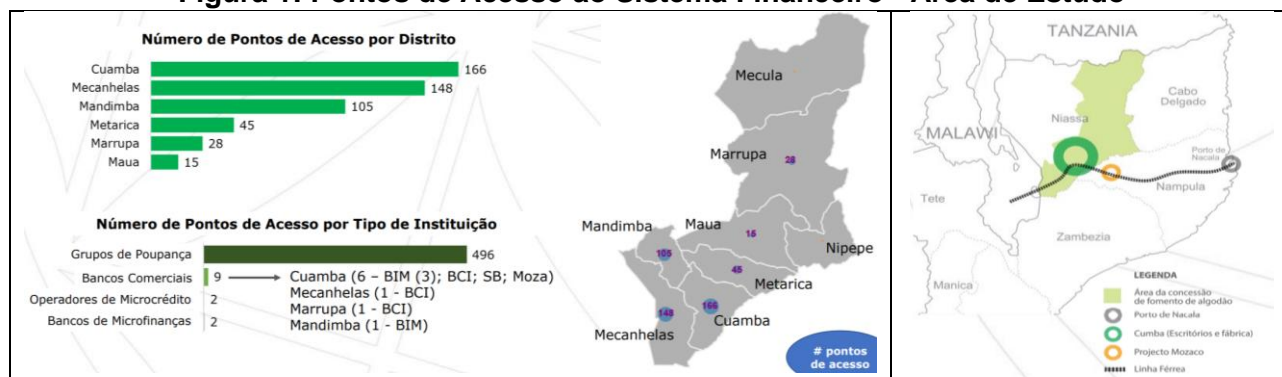 Figura 1: Pontos de Acesso do Sistema Financeiro - Área de Estudo
Número de Pontos de Acesso por Distrito
Cuamba 166
Mecanhelas 148
Mandimba 105
Metarica 45
Marrupa 28
Maua 15
Número de Pontos de Acesso por Tipo de Instituição
Grupos de Poupança 496
Bancos Comerciais 9 Cuamba (6 – BIM (3); BCI; SB; Moza)
Mecanhelas (1 - BCI)
Operadores de Microcrédito 2
Marrupa (1 - BCI)
Bancos de Microfinanças 2
Mandimba (1 - BIM)
Mecula
Marrupa
28
Mandimba
Maua
105
15
Nipepe
45
Metarica
148
166
Mecanhelas
Cuamba
# pontos
de acesso
TANZANIA
Cabo
Delgado
Niassa
MALAWI
Porto de
Nacala
Nampula
Tete
Zambezia
Manica
LEGENDA
Área da concessão
de fomento de algodão
Porto de Nacala
Cumba (Escritórios e fábrica)
Projecto Mozaco
Linha Férrea